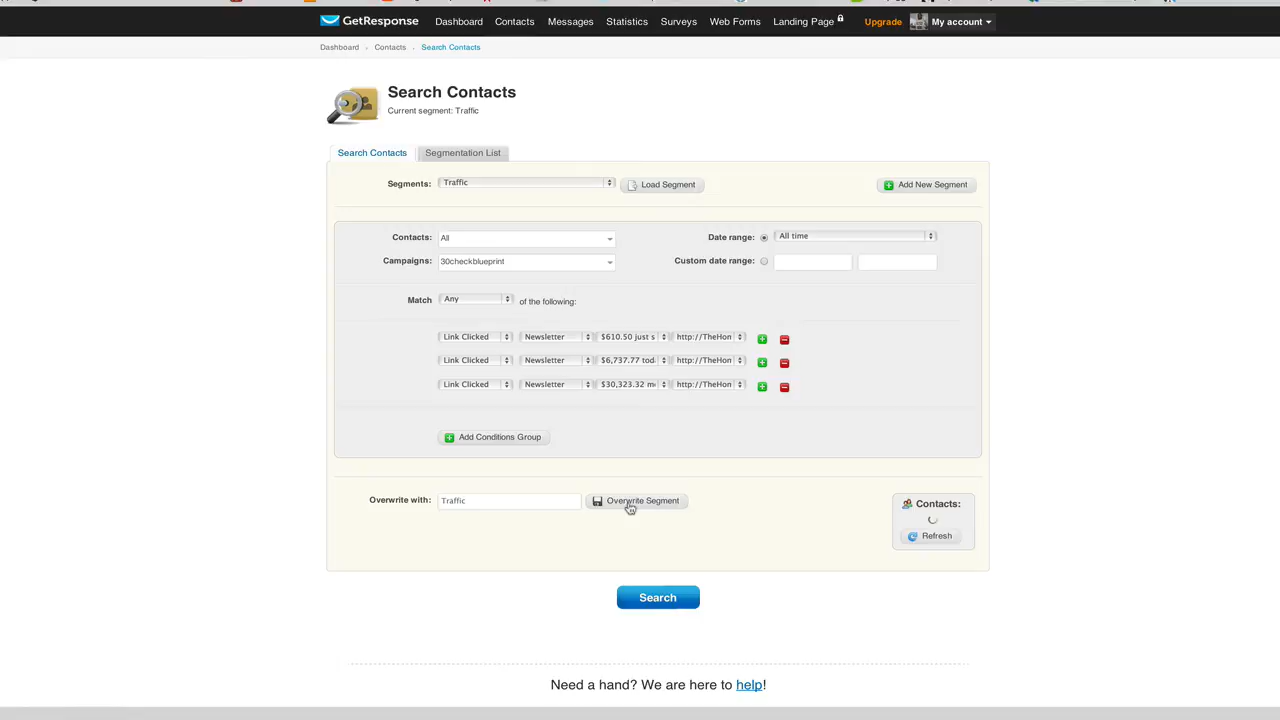 GetResponse Dashboard Contacts Messages Statistics Surveys Web Forms Landing Page Upgrade My account
Dashboard Contacts Search Contacts
Search Contacts
Current segment: Traffic
Search Contacts Segmentation List
Segments: Traffic Load Segment Add New Segment
Contacts: All Date range: All time
Campaigns: 30checkblueprint Custom date range:
Match Any of the following:
Link Clicked Newsletter $610.50 just s http://TheHon
Link Clicked Newsletter $6,737.77 toda http://TheHon
Link Clicked Newsletter $30,323.32 m http://TheHon
Add Conditions Group
Overwrite with: Traffic Overwrite Segment Contacts:
Refresh
Search
Need a hand? We are here to help!